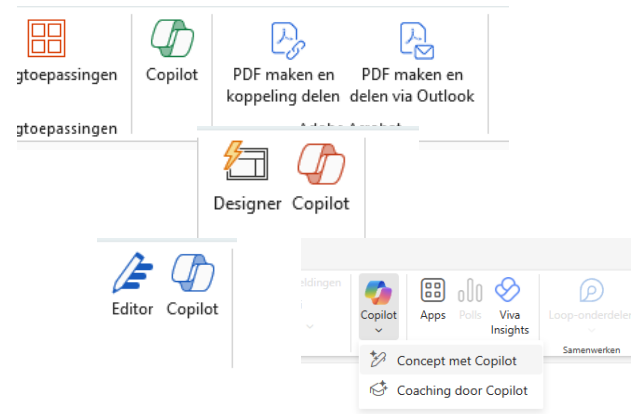 gtoepassingen
Copilot
PDF maken en
koppeling delen
PDF maken en
delen via Outlook
gtoepassingen
Designer
Copilot
Editor
Copilot
eldingen
Copilot
Apps
Polls
Viva
Insights
Loop-onderdelen
Samenwerken
Concept met Copilot
Coaching door Copilot